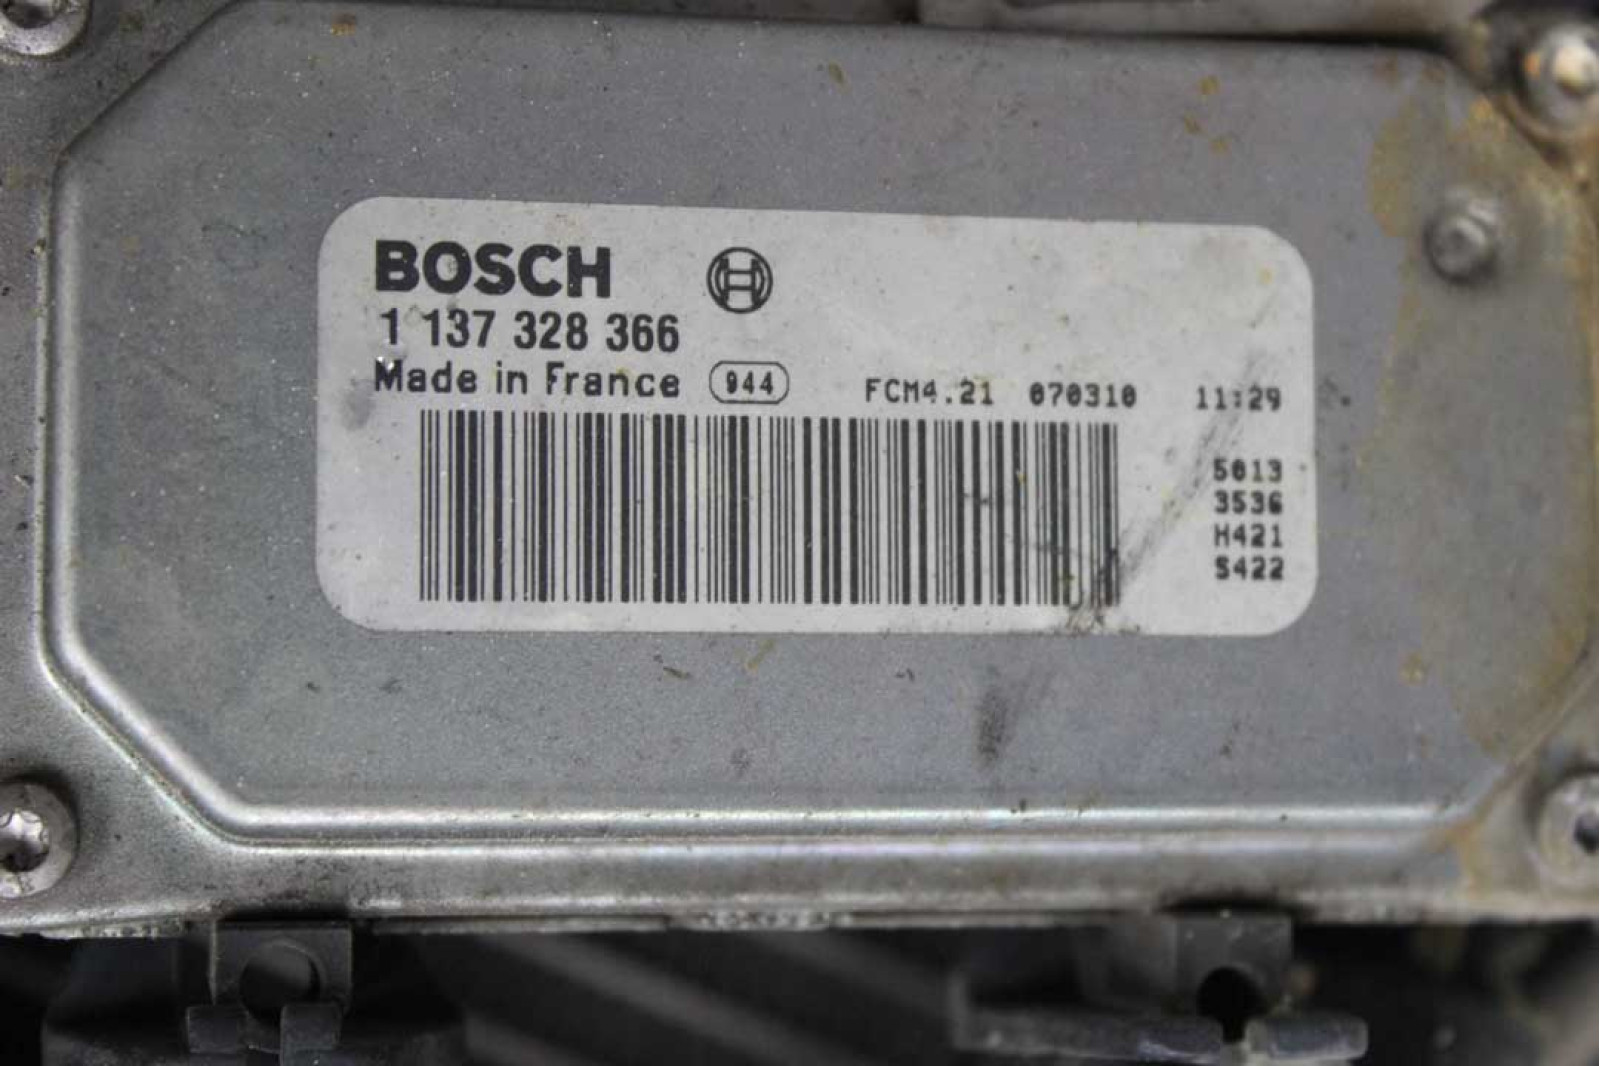 BOSCH
1 137 328 366
Made in France 944 FCM4.21 070310 11:29
5013
3536
H421
S422